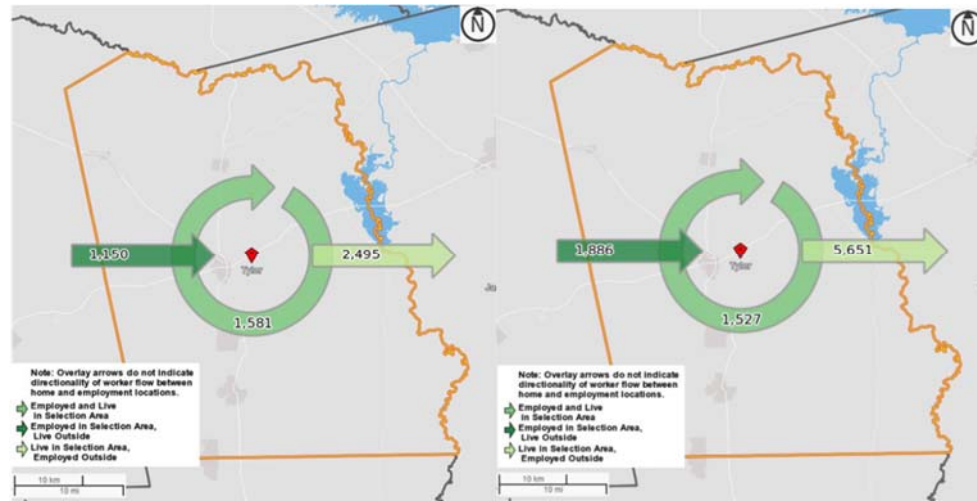 N
1,150
2,495
Tyler
Ja
1,581
Note: Overlay arrows do not indicate
directionality of worker flow between
home and employment locations.
Employed and Live
in Selection Area
Employed in Selection Area,
Live Outside
Live in Selection Area,
Employed Outside
10 km
10 mi
N
1,886
5,651
Tyler
1,527
Note: Overlay arrows do not indicate
directionality of worker flow between
home and employment locations.
Employed and Live
in Selection Area
Employed in Selection Area,
Live Outside
Live in Selection Area,
Employed Outside
10 km
10 mi